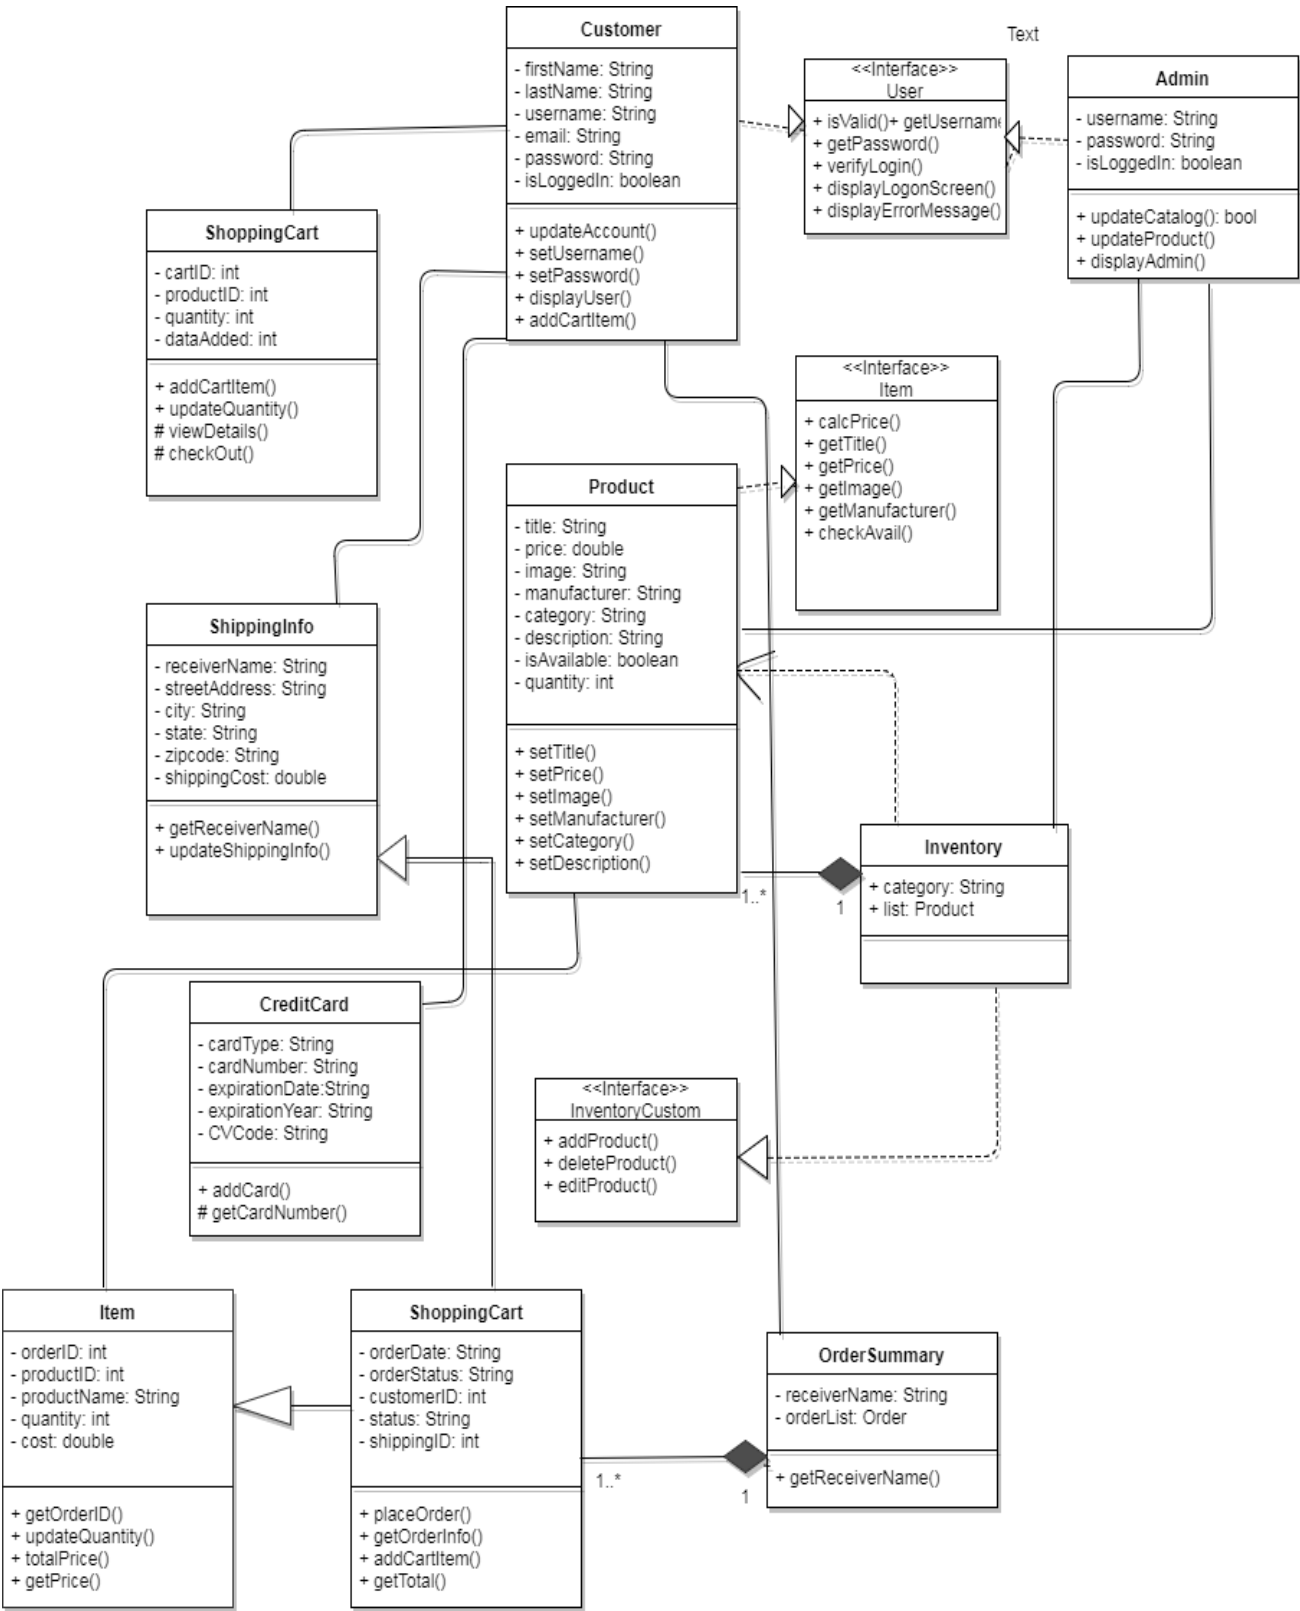 Customer
- firstName: String
- lastName: String
- username: String
- email: String
- password: String
- isLoggedIn: boolean
+ updateAccount()
+ setUsername()
+ setPassword()
+ displayUser()
+ addCartItem()
Text
<<Interface>>
User
+ isValid()+ getUsername
+ getPassword()
+ verifyLogin()
+ displayLogonScreen()
+ displayErrorMessage()
Admin
- username: String
- password: String
- isLoggedIn: boolean
+ updateCatalog(): bool
+ updateProduct()
+ displayAdmin()
ShoppingCart
- cartID: int
- productID: int
- quantity: int
- dataAdded: int
+ addCartItem()
+ updateQuantity()
# viewDetails()
# checkOut()
<<Interface>>
Item
+ calcPrice()
+ getTitle()
+ getPrice()
+ getImage()
+ getManufacturer()
+ checkAvail()
Product
- title: String
- price: double
- image: String
- manufacturer: String
- category: String
- description: String
- isAvailable: boolean
- quantity: int
+ setTitle()
+ setPrice()
+ setImage()
+ setManufacturer()
+ setCategory()
+ setDescription()
ShippingInfo
- receiverName: String
- streetAddress: String
- city: String
- state: String
- zipcode: String
- shippingCost: double
+ getReceiverName()
+ updateShippingInfo()
1..*
1
Inventory
+ category: String
+ list: Product
CreditCard
- cardType: String
- cardNumber: String
- expirationDate:String
- expirationYear: String
- CVCode: String
+ addCard()
# getCardNumber()
<<Interface>>
InventoryCustom
+ addProduct()
+ deleteProduct()
+ editProduct()
Item
- orderID: int
- productID: int
- productName: String
- quantity: int
- cost: double
+ getOrderID()
+ updateQuantity()
+ totalPrice()
+ getPrice()
ShoppingCart
- orderDate: String
- orderStatus: String
- customerID: int
- status: String
- shippingID: int
+ placeOrder()
+ getOrderInfo()
+ addCartItem()
+ getTotal()
1..*
1
OrderSummary
- receiverName: String
- orderList: Order
+ getReceiverName()